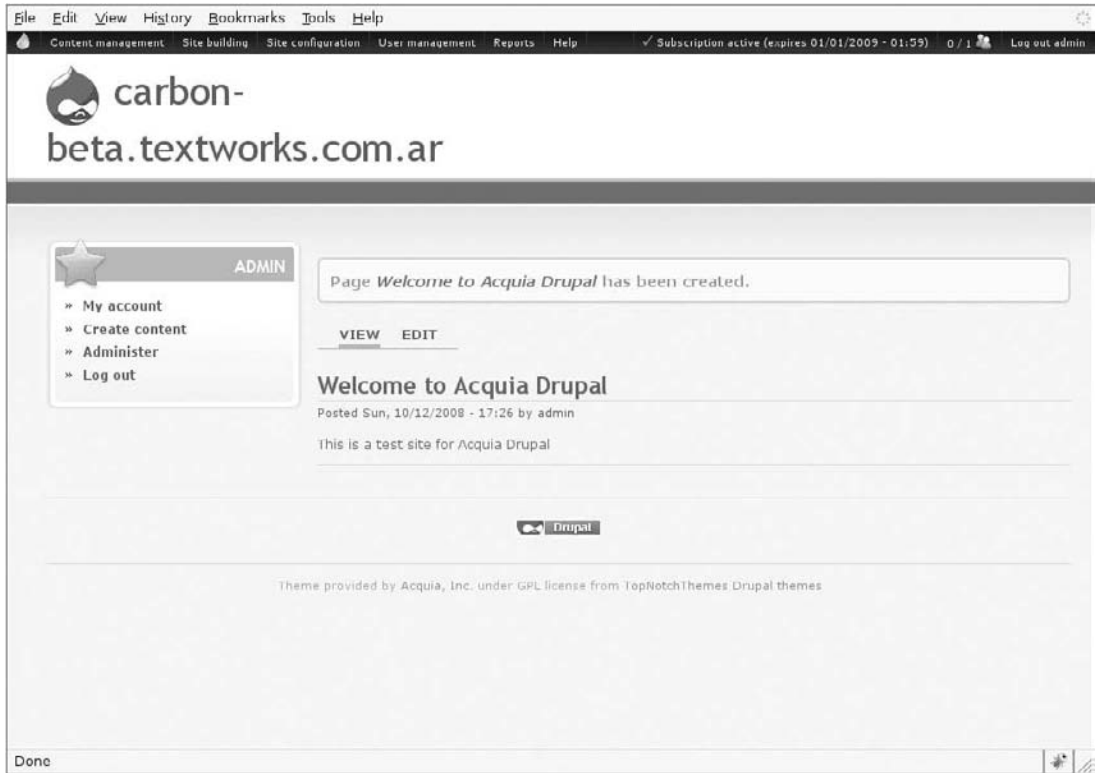 File Edit View History Bookmarks Tools Help
Content management Site building Site configuration User management Reports Help ✓ Subscription active (expires 01/01/2009 - 01:59) 0 / 1 Log out admin
carbon-
beta.textworks.com.ar
ADMIN
» My account
» Create content
» Administer
» Log out
Page Welcome to Acquia Drupal has been created.
VIEW EDIT
Welcome to Acquia Drupal
Posted Sun, 10/12/2008 - 17:26 by admin
This is a test site for Acquia Drupal
Drupal
Theme provided by Acquia, Inc. under GPL license from TopNotchThemes Drupal themes
Done